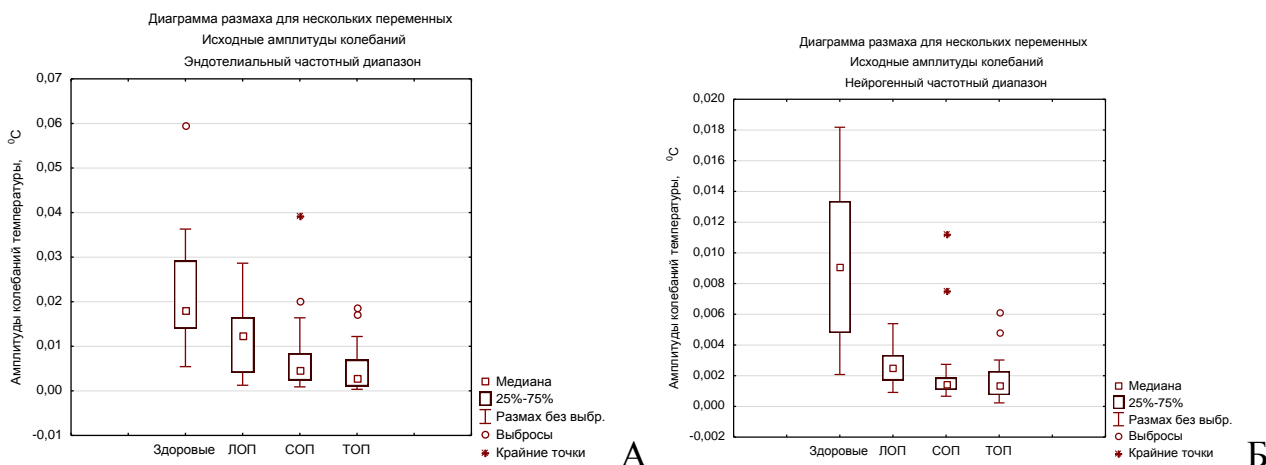 Диаграмма размаха для нескольких переменных
Исходные амплитуды колебаний
Эндотелиальный частотный диапазон
Амплитуды колебаний температуры, ⁰C
0,07
0,06
0,05
0,04
0,03
0,02
0,01
0,00
-0,01
Здоровые ЛОП СОП ТОП
Медиана
25%-75%
Размах без выбр.
Выбросы
Крайние точки
А
Диаграмма размаха для нескольких переменных
Исходные амплитуды колебаний
Нейрогенный частотный диапазон
Амплитуды колебаний температуры, ⁰C
0,020
0,018
0,016
0,014
0,012
0,010
0,008
0,006
0,004
0,002
0,000
-0,002
Здоровые ЛОП СОП ТОП
Медиана
25%-75%
Размах без выбр.
Выбросы
Крайние точки
Б